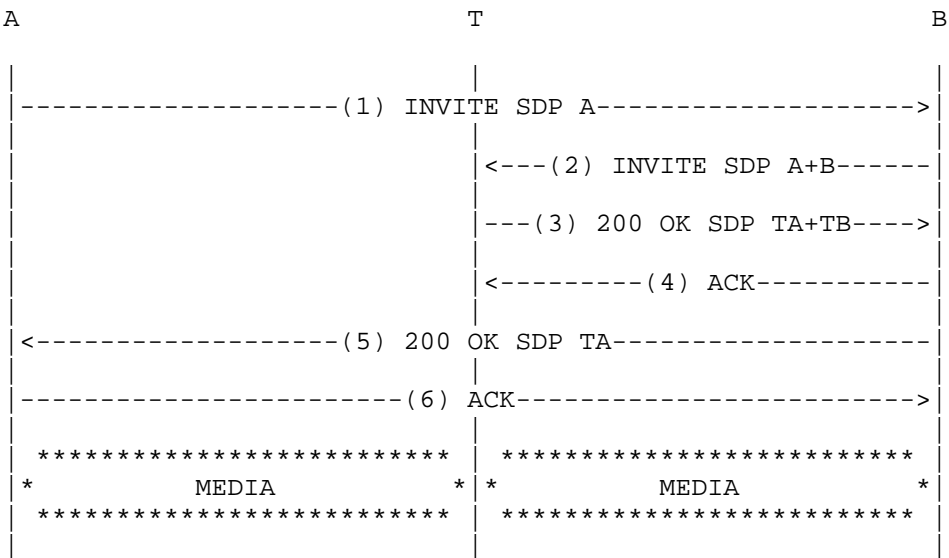 A T B
|--------------------(1) INVITE SDP A-------------------->|
|<---(2) INVITE SDP A+B------|
|---(3) 200 OK SDP TA+TB---->|
|<---------(4) ACK-----------|
|<-------------------(5) 200 OK SDP TA--------------------|
|------------------------(6) ACK------------------------->|
************************** **************************
|* MEDIA *|* MEDIA *|
************************** **************************